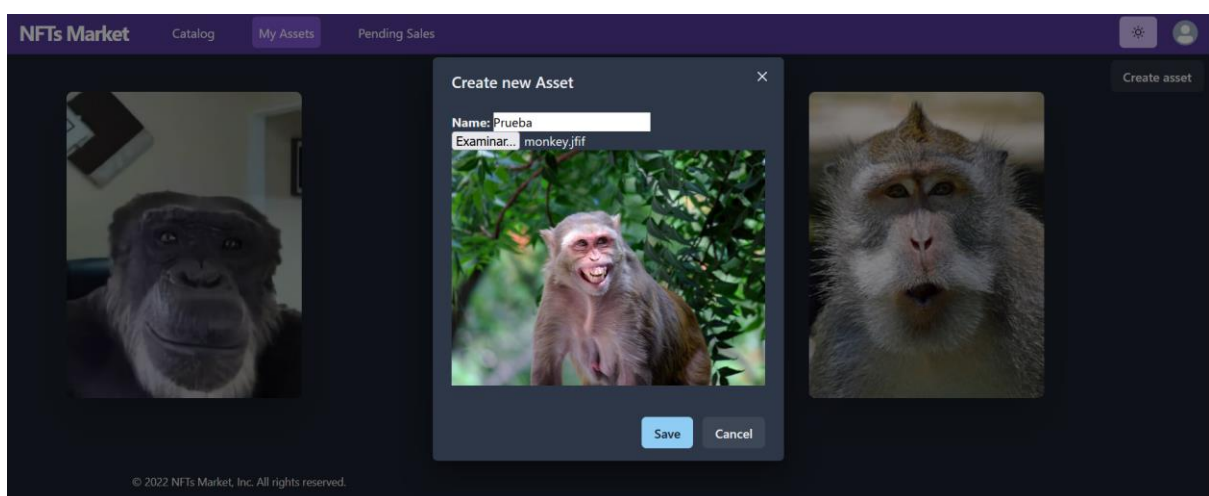 NFTs Market Catalog My Assets Pending Sales
Create asset
Create new Asset
Name: Prueba
Examinar... monkey.jfif
Save Cancel
© 2022 NFTs Market, Inc. All rights reserved.